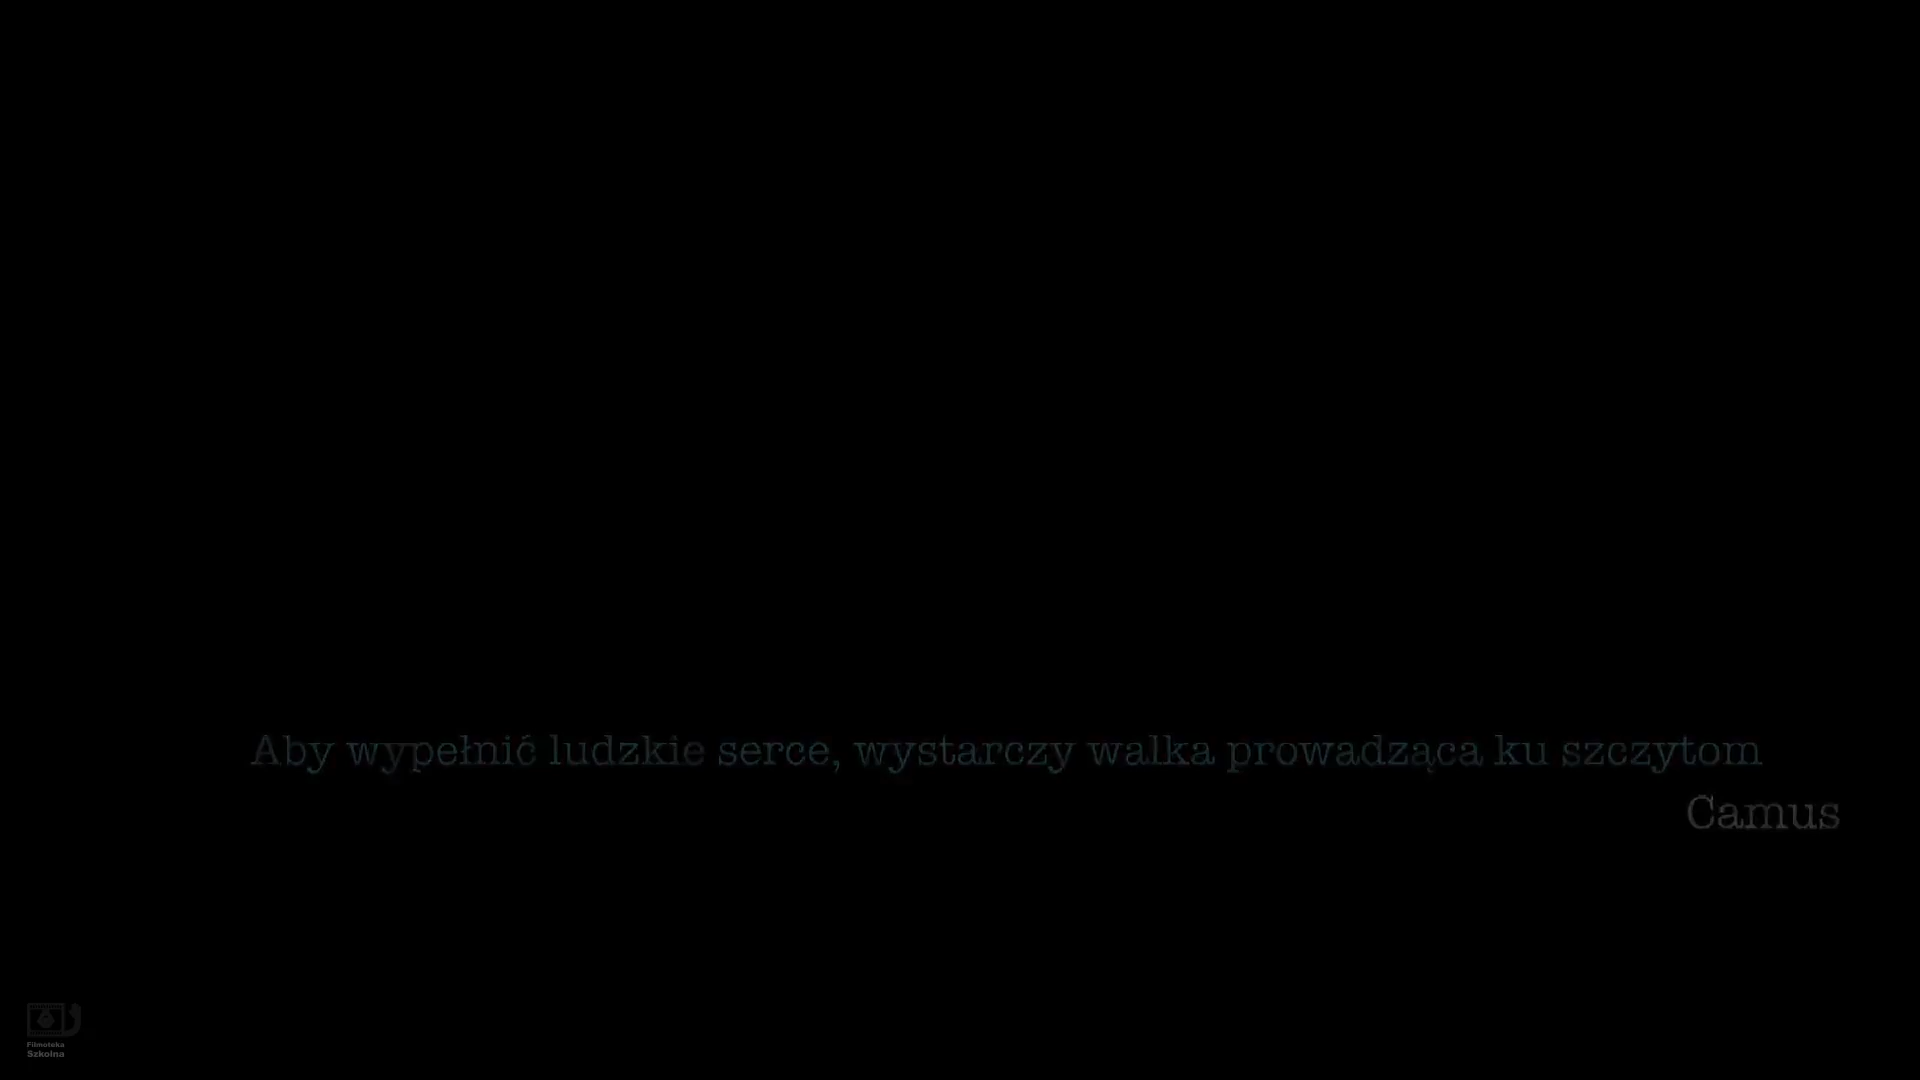 Aby wypełnić ludzkie serce, wystarczy walka prowadząca ku szczytom
Camus
Filmoteka
Szkolna